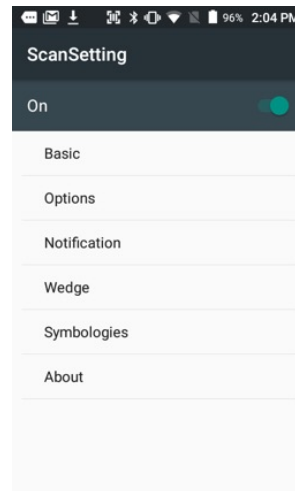 96% 2:04 PM
ScanSetting
On
Basic
Options
Notification
Wedge
Symbologies
About